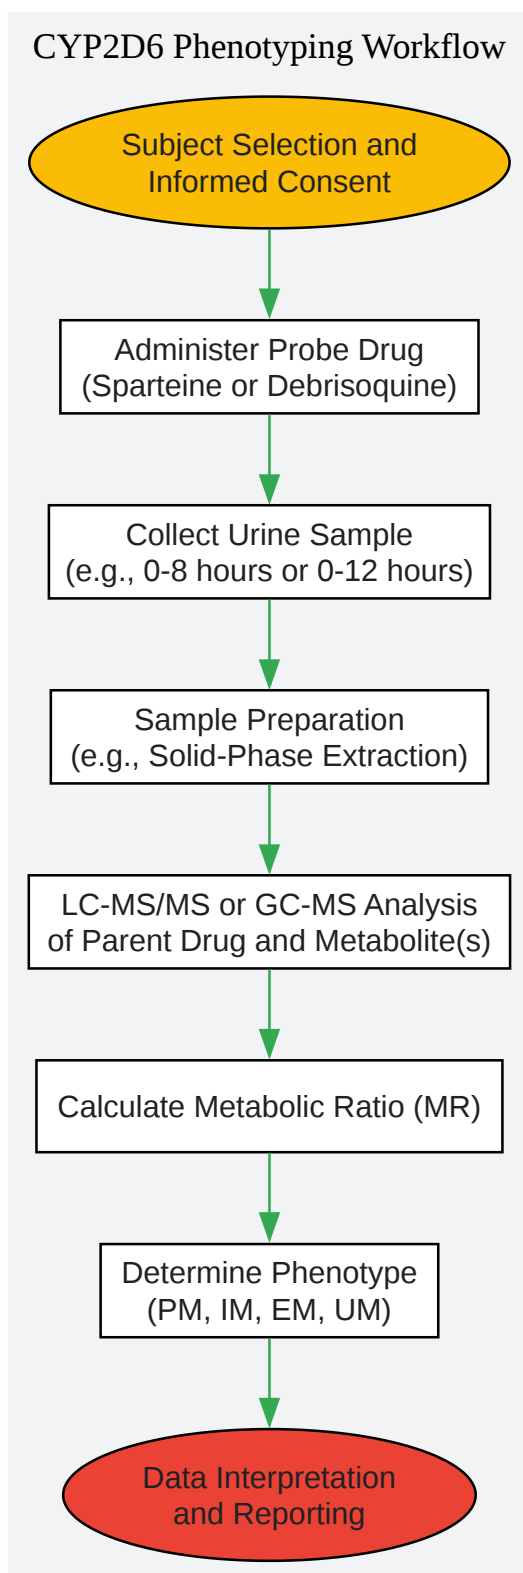 CYP2D6 Phenotyping Workflow
Subject Selection and
Informed Consent
Administer Probe Drug
(Sparteine or Debrisoquine)
Collect Urine Sample
(e.g., 0-8 hours or 0-12 hours)
Sample Preparation
(e.g., Solid-Phase Extraction)
LC-MS/MS or GC-MS Analysis
of Parent Drug and Metabolite(s)
Calculate Metabolic Ratio (MR)
Determine Phenotype
(PM, IM, EM, UM)
Data Interpretation
and Reporting